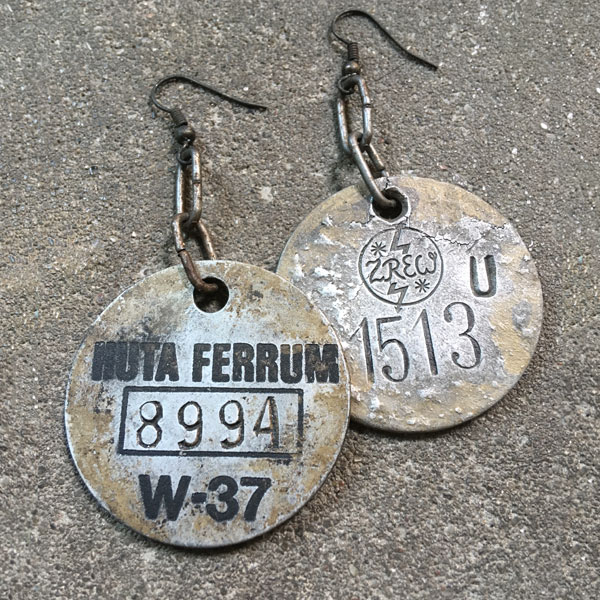 HUTA FERRUM
8994
W-37
ZREW
U
1513